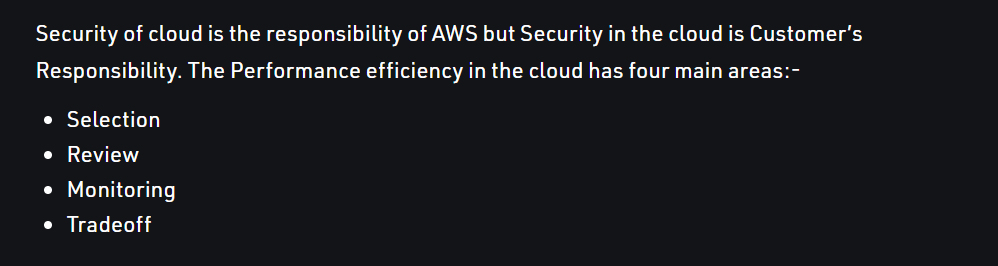 Security of cloud is the responsibility of AWS but Security in the cloud is Customer’s
Responsibility. The Performance efficiency in the cloud has four main areas:-
• Selection
• Review
• Monitoring
• Tradeoff